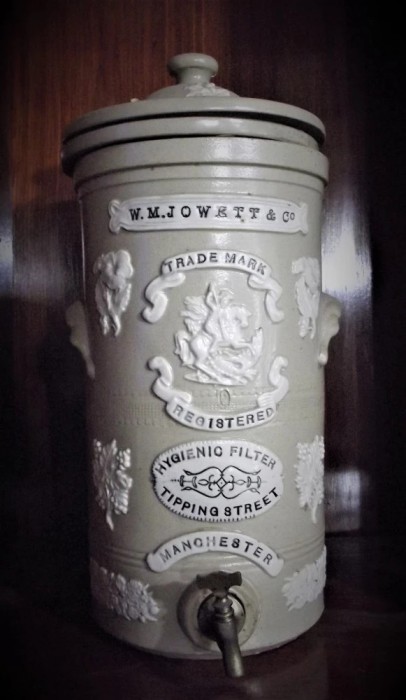 W.M.JOWETT & Co
TRADE MARK
REGISTERED
HYGIENIC FILTER
TIPPING STREET
MANCHESTER